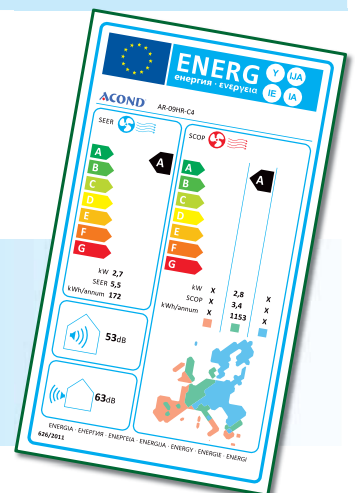 ENERG Y IJA
енергия · ενεργεια IE IA
ACOND AR-09HR-C4
SEER
SCOP
A A
B
C
D
E
F
G
A A
B
C
D
E
F
G
kW 2,7
SEER 5,5
kWh/annum 172
kW X 2,8 X
SCOP X 3,4 X
kWh/annum X 1153 X
53dB
63dB
ENERGIA · ЕНЕРГИЯ · ΕΝΕΡΓΕΙΑ · ENERGIJA · ENERGY · ENERGIE · ENERGI
626/2011